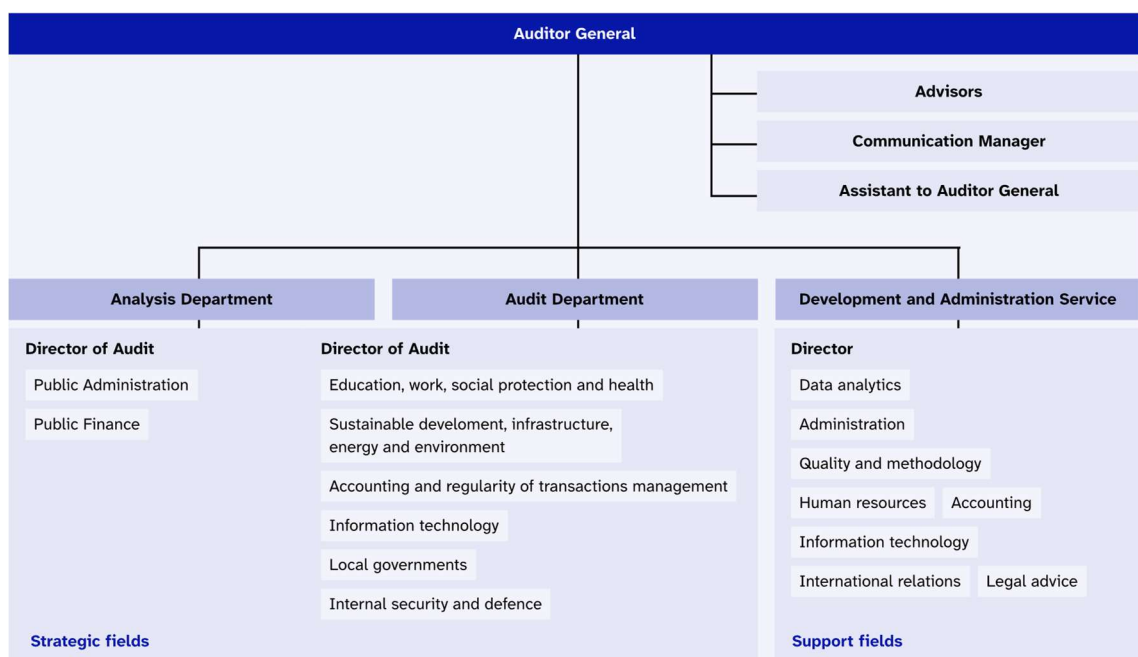 Auditor General
Advisors
Communication Manager
Assistant to Auditor General
Analysis Department
Audit Department
Development and Administration Service
Director of Audit
Public Administration
Public Finance
Director of Audit
Education, work, social protection and health
Sustainable develoment, infrastructure,
energy and environment
Accounting and regularity of transactions management
Information technology
Local governments
Internal security and defence
Strategic fields
Director
Data analytics
Administration
Quality and methodology
Human resources
Accounting
Information technology
International relations
Legal advice
Support fields